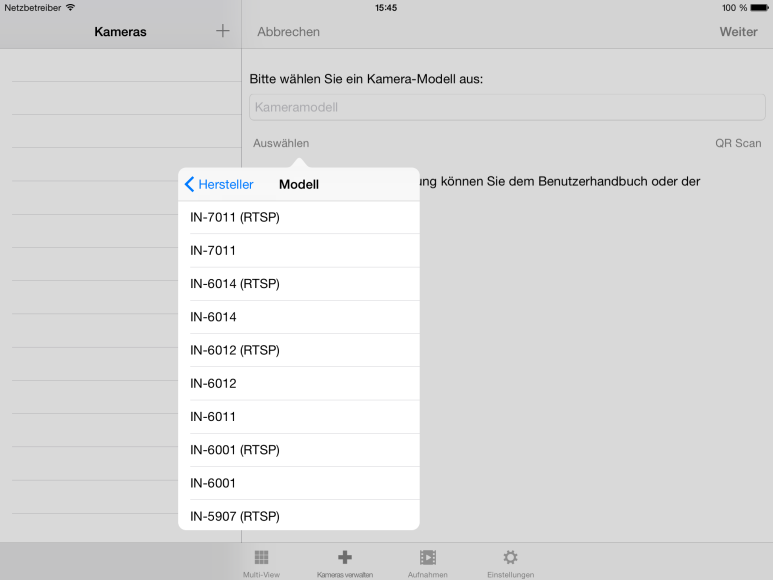 Netzbetreiber 15:45 100 %
Kameras + Abbrechen Weiter
Bitte wählen Sie ein Kamera-Modell aus:
Kameramodell
Auswählen QR Scan
ung können Sie dem Benutzerhandbuch oder der
Hersteller Modell
IN-7011 (RTSP)
IN-7011
IN-6014 (RTSP)
IN-6014
IN-6012 (RTSP)
IN-6012
IN-6011
IN-6001 (RTSP)
IN-6001
IN-5907 (RTSP)
Multi-View Kameras verwalten Aufnahmen Einstellungen